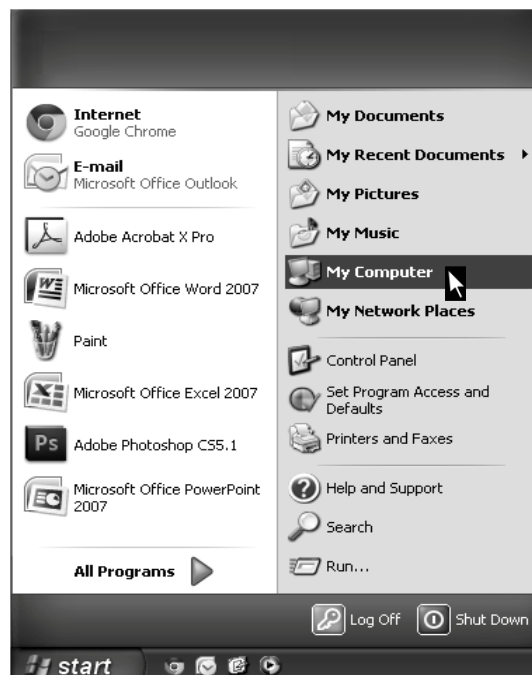 Internet
Google Chrome
E-mail
Microsoft Office Outlook
Adobe Acrobat X Pro
Microsoft Office Word 2007
Paint
Microsoft Office Excel 2007
Ps
Adobe Photoshop CS5.1
Microsoft Office PowerPoint
2007
All Programs
My Documents
My Recent Documents
My Pictures
My Music
My Computer
My Network Places
Control Panel
Set Program Access and
Defaults
Printers and Faxes
Help and Support
Search
Run...
Log Off
Shut Down
start